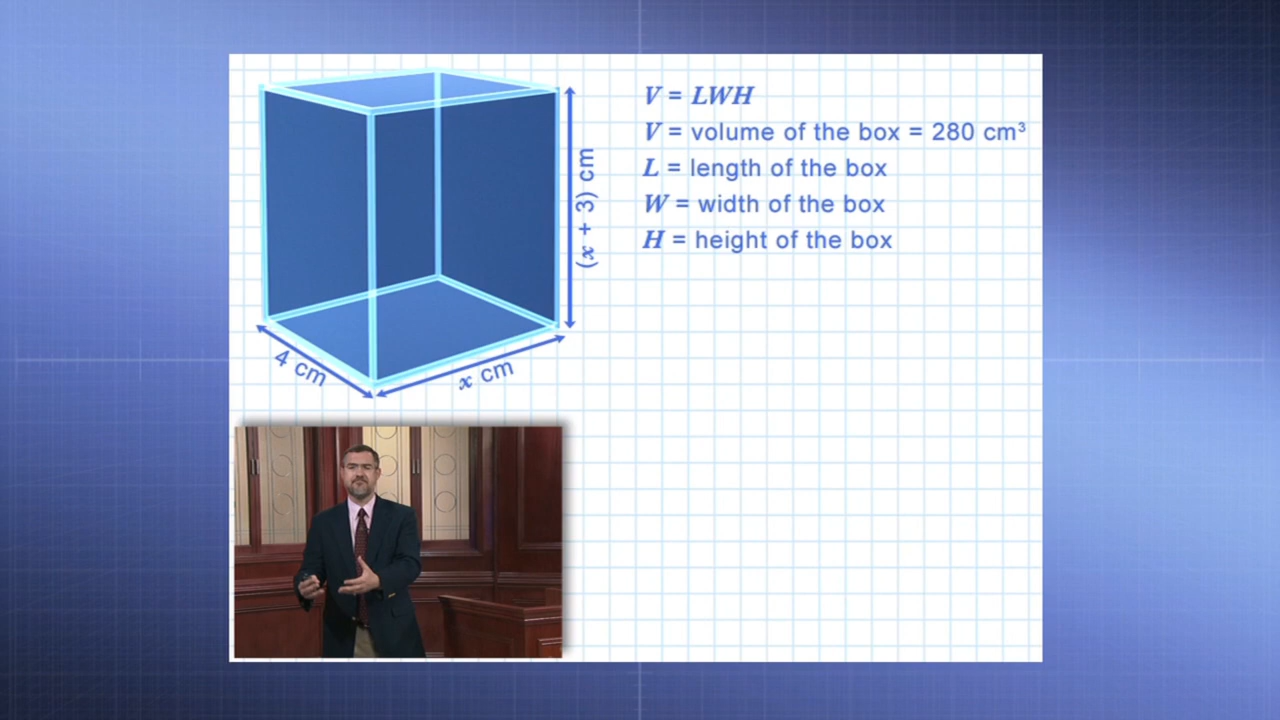 V = LWH
V = volume of the box = 280 cm³
L = length of the box
W = width of the box
H = height of the box
(x + 3) cm
4 cm
x cm